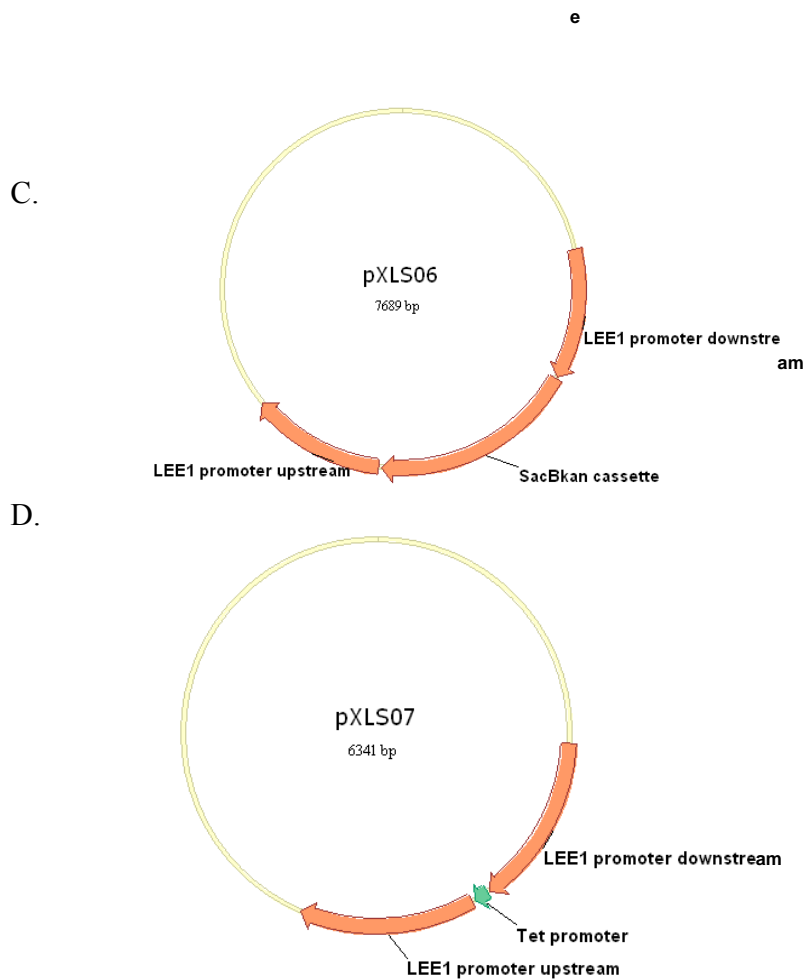 e
C.
pXLS06
7689 bp
LEE1 promoter downstre
am
LEE1 promoter upstream
SacBkan cassette
D.
pXLS07
6341 bp
LEE1 promoter downstream
Tet promoter
LEE1 promoter upstream